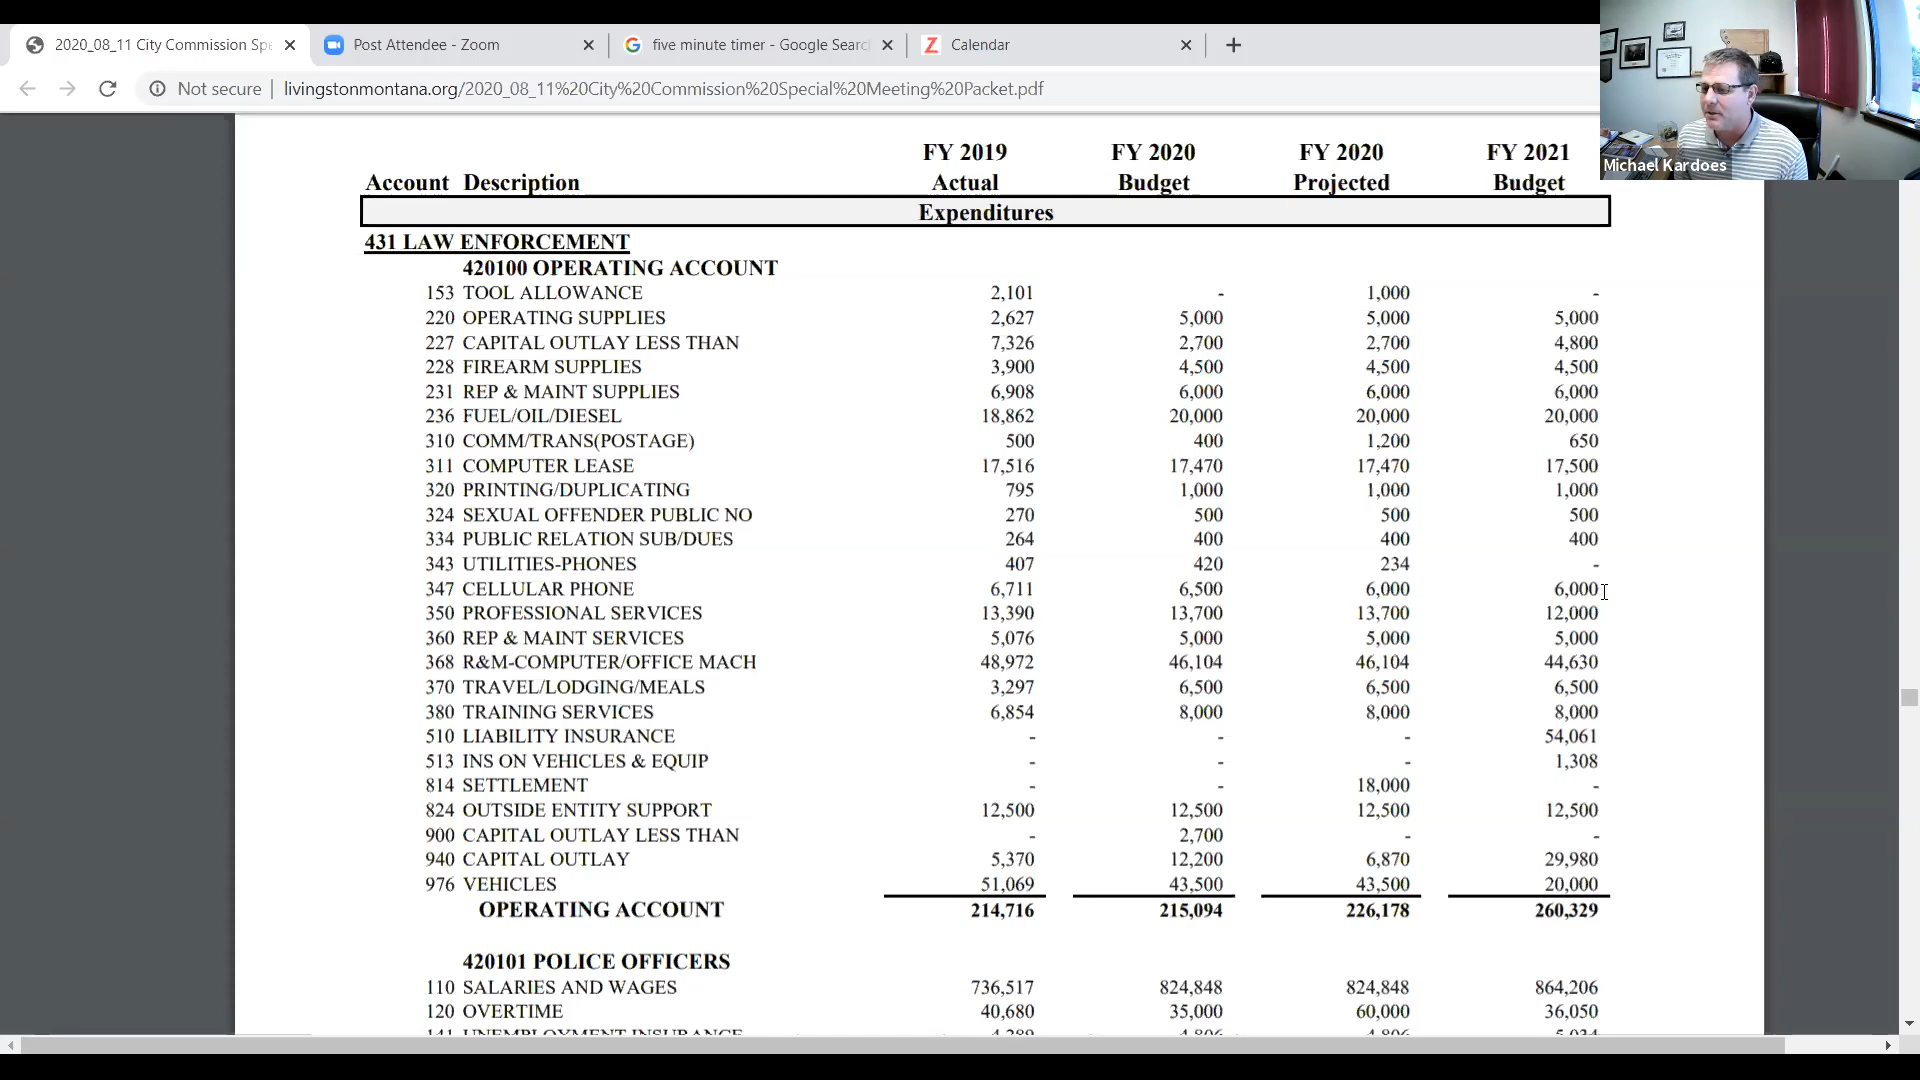 2020_08_11 City Commission Spe
Post Attendee - Zoom
five minute timer - Google Searc
Calendar
Not secure | livingstonmontana.org/2020_08_11%20City%20Commission%20Special%20Meeting%20Packet.pdf
Michael Kardoes
FY 2019 FY 2020 FY 2020 FY 2021
Account Description Actual Budget Projected Budget
Expenditures
431 LAW ENFORCEMENT
420100 OPERATING ACCOUNT
153 TOOL ALLOWANCE 2,101 - 1,000 -
220 OPERATING SUPPLIES 2,627 5,000 5,000 5,000
227 CAPITAL OUTLAY LESS THAN 7,326 2,700 2,700 4,800
228 FIREARM SUPPLIES 3,900 4,500 4,500 4,500
231 REP & MAINT SUPPLIES 6,908 6,000 6,000 6,000
236 FUEL/OIL/DIESEL 18,862 20,000 20,000 20,000
310 COMM/TRANS(POSTAGE) 500 400 1,200 650
311 COMPUTER LEASE 17,516 17,470 17,470 17,500
320 PRINTING/DUPLICATING 795 1,000 1,000 1,000
324 SEXUAL OFFENDER PUBLIC NO 270 500 500 500
334 PUBLIC RELATION SUB/DUES 264 400 400 400
343 UTILITIES-PHONES 407 420 234 -
347 CELLULAR PHONE 6,711 6,500 6,000 6,000
350 PROFESSIONAL SERVICES 13,390 13,700 13,700 12,000
360 REP & MAINT SERVICES 5,076 5,000 5,000 5,000
368 R&M-COMPUTER/OFFICE MACH 48,972 46,104 46,104 44,630
370 TRAVEL/LODGING/MEALS 3,297 6,500 6,500 6,500
380 TRAINING SERVICES 6,854 8,000 8,000 8,000
510 LIABILITY INSURANCE - - - 54,061
513 INS ON VEHICLES & EQUIP - - - 1,308
814 SETTLEMENT - - 18,000 -
824 OUTSIDE ENTITY SUPPORT 12,500 12,500 12,500 12,500
900 CAPITAL OUTLAY LESS THAN - 2,700 - -
940 CAPITAL OUTLAY 5,370 12,200 6,870 29,980
976 VEHICLES 51,069 43,500 43,500 20,000
OPERATING ACCOUNT 214,716 215,094 226,178 260,329
420101 POLICE OFFICERS
110 SALARIES AND WAGES 736,517 824,848 824,848 864,206
120 OVERTIME 40,680 35,000 60,000 36,050
141 UNEMPLOYMENT INSURANCE